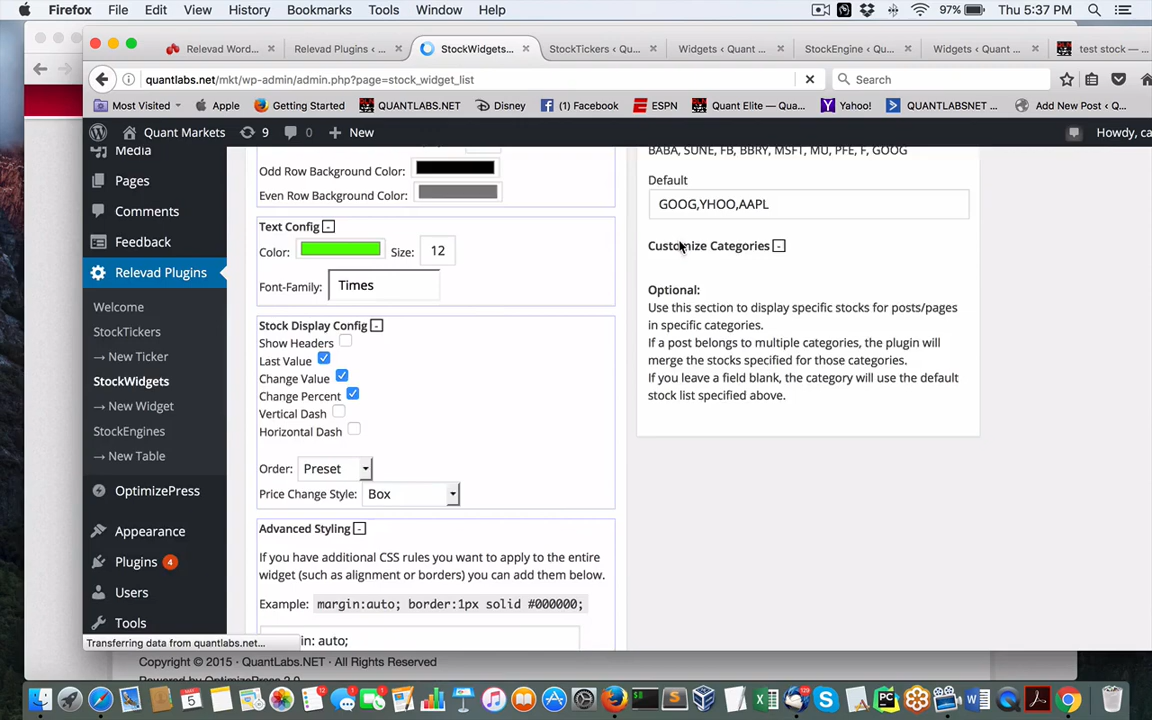 Firefox File Edit View History Bookmarks Tools Window Help 97% Thu 5:37 PM
Relevad Word... × Relevad Plugins ‹ ... × StockWidgets... × StockTickers ‹ Qu... × Widgets ‹ Quant ... × StockEngine ‹ Qu... × Widgets ‹ Quant ... × test stock —...
quantlabs.net/mkt/wp-admin/admin.php?page=stock_widget_list Search
Most Visited Apple Getting Started QUANTLABS.NET Disney (1) Facebook ESPN Quant Elite — Qua... Yahoo! QUANTLABSNET ... Add New Post ‹ Q...
Quant Markets 9 0 + New Howdy, ca
Media
Pages
Comments
Feedback
Relevad Plugins
Welcome
StockTickers
→ New Ticker
StockWidgets
→ New Widget
StockEngines
→ New Table
OptimizePress
Appearance
Plugins 4
Users
Tools
Transferring data from quantlabs.net...
Odd Row Background Color:
Even Row Background Color:
Text Config -
Color: Size: 12
Font-Family: Times
Stock Display Config -
Show Headers
Last Value
Change Value
Change Percent
Vertical Dash
Horizontal Dash
Order: Preset
Price Change Style: Box
Advanced Styling -
If you have additional CSS rules you want to apply to the entire
widget (such as alignment or borders) you can add them below.
Example: margin:auto; border:1px solid #000000;
in: auto;
BABA, SUNE, FB, BBRY, MSFT, MU, PFE, F, GOOG
Default
GOOG,YHOO,AAPL
Customize Categories -
Optional:
Use this section to display specific stocks for posts/pages
in specific categories.
If a post belongs to multiple categories, the plugin will
merge the stocks specified for those categories.
If you leave a field blank, the category will use the default
stock list specified above.
Copyright © 2015 · QuantLabs.NET · All Rights Reserved
OptimizePress 2.0